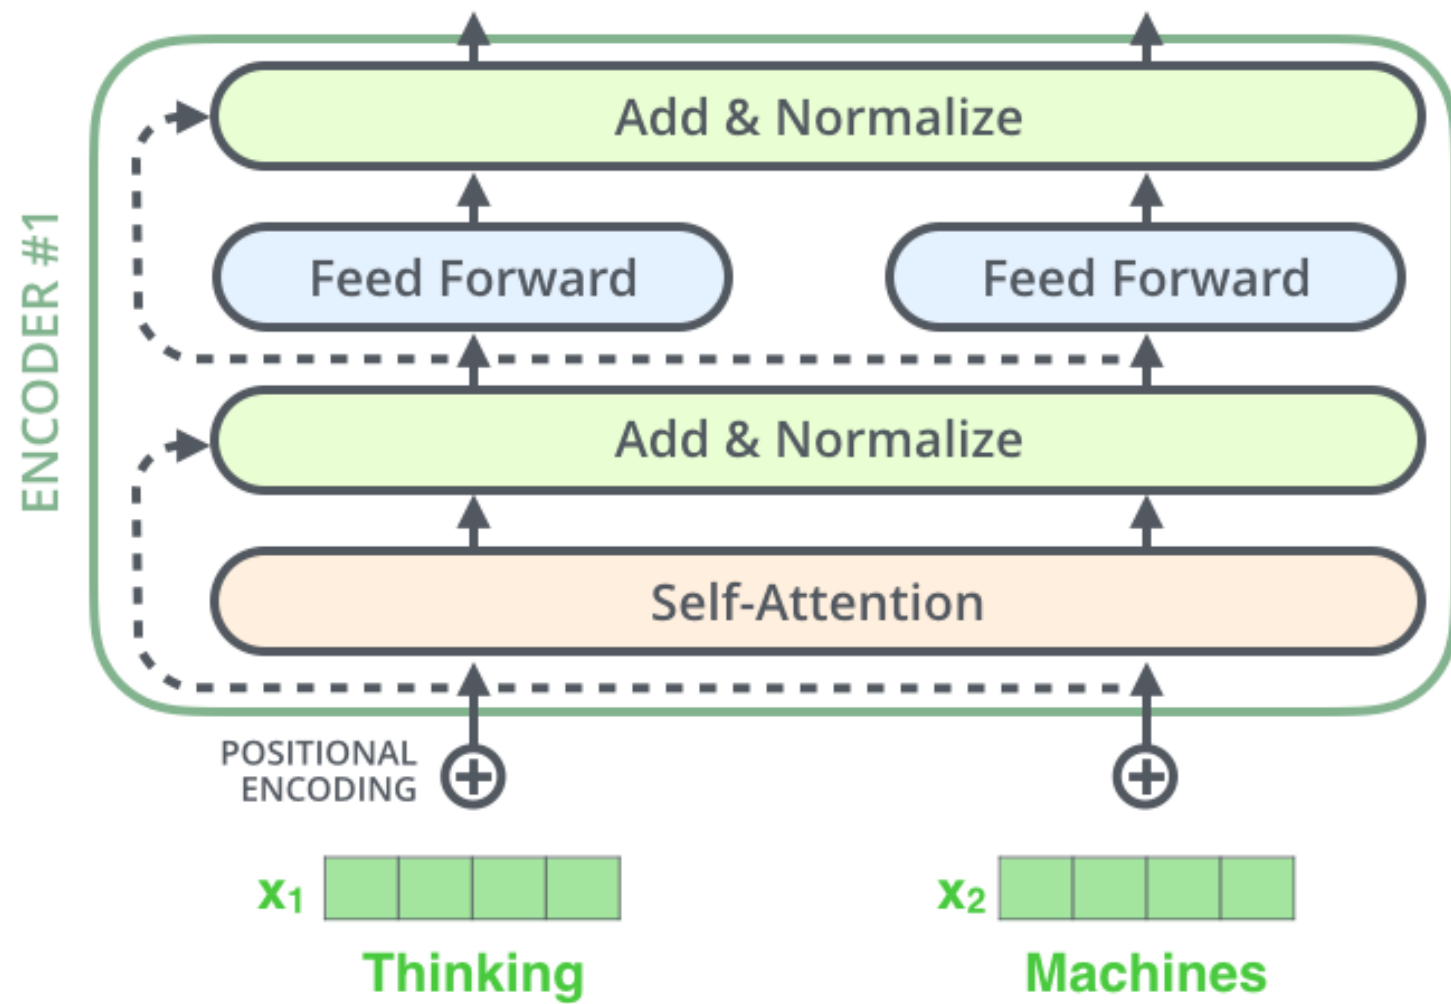 Add & Normalize
Feed Forward
Feed Forward
ENCODER #1
Add & Normalize
Self-Attention
POSITIONAL
ENCODING
x₁
x₂
Thinking
Machines